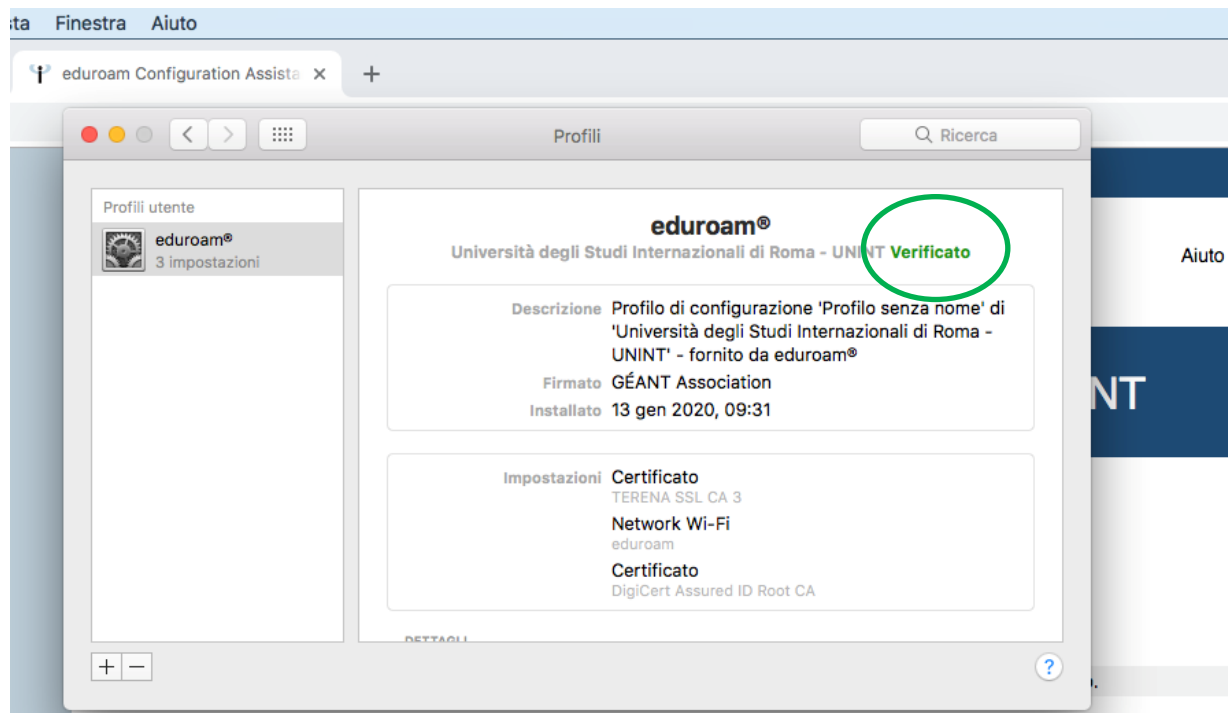 Finestra Aiuto
eduroam Configuration Assista
Profili
Ricerca
Profili utente
eduroam®
3 impostazioni
eduroam®
Università degli Studi Internazionali di Roma - UNINT Verificato
Descrizione Profilo di configurazione 'Profilo senza nome' di
'Università degli Studi Internazionali di Roma -
UNINT' - fornito da eduroam®
Firmato GÉANT Association
Installato 13 gen 2020, 09:31
Impostazioni Certificato
TERENA SSL CA 3
Network Wi-Fi
eduroam
Certificato
DigiCert Assured ID Root CA
DETTAGLI
Aiuto
NT